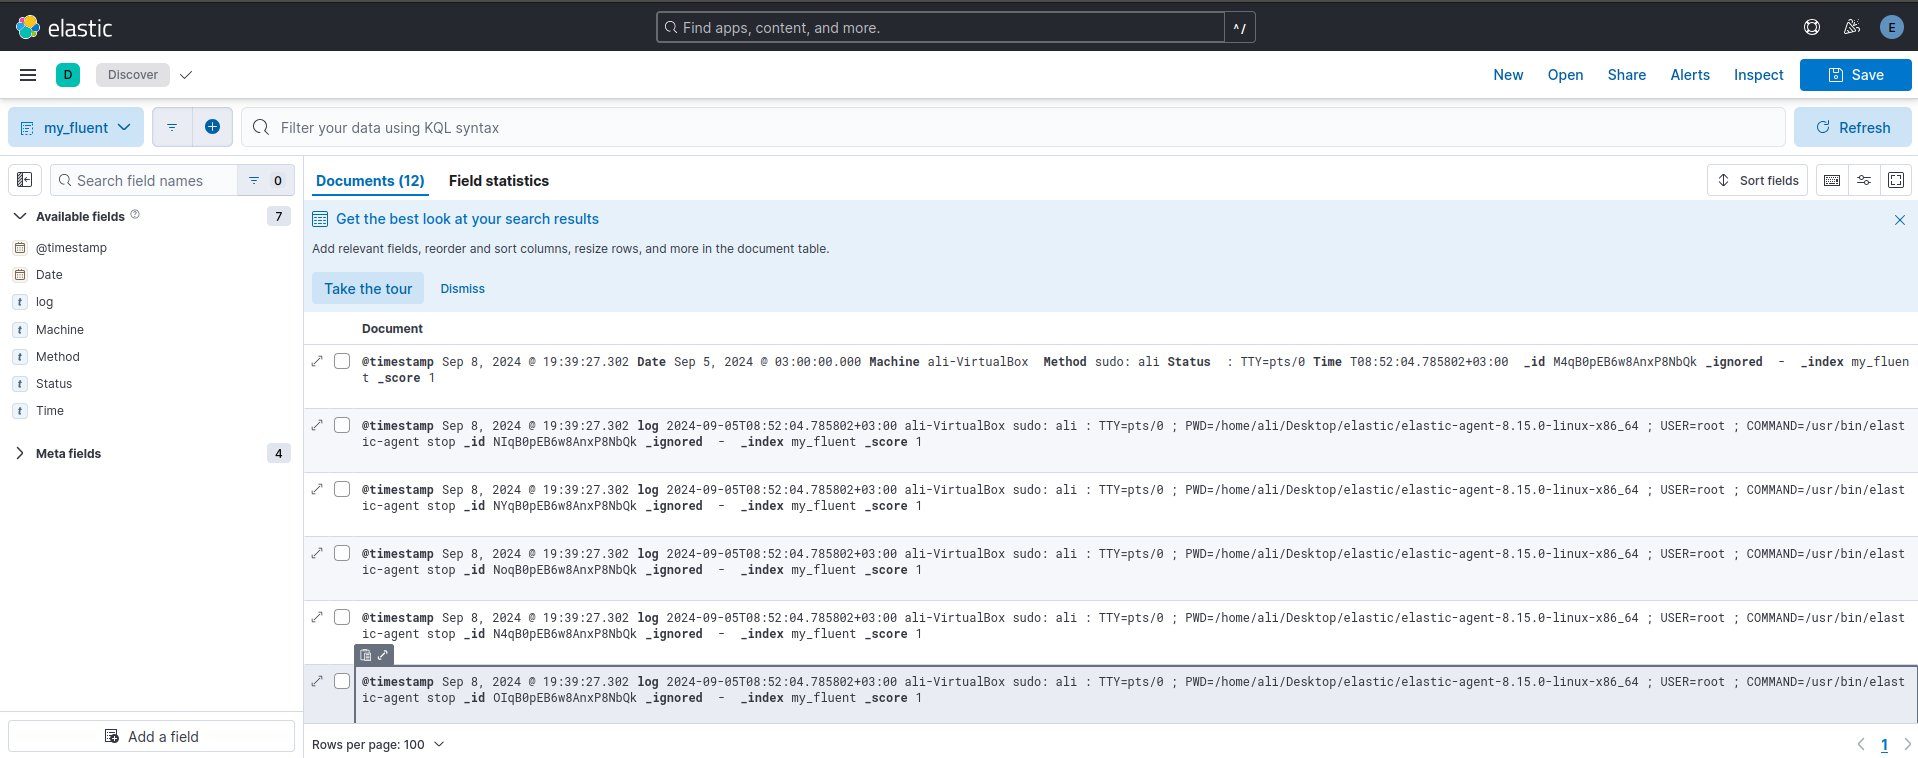 elastic
Find apps, content, and more.
^/
E
D
Discover
New
Open
Share
Alerts
Inspect
Save
my_fluent
Filter your data using KQL syntax
Refresh
Search field names
0
Documents (12)
Field statistics
Sort fields
Available fields
7
@timestamp
Date
log
Machine
Method
Status
Time
Meta fields
4
Add a field
Get the best look at your search results
Add relevant fields, reorder and sort columns, resize rows, and more in the document table.
Take the tour
Dismiss
Document
@timestamp Sep 8, 2024 @ 19:39:27.302 Date Sep 5, 2024 @ 03:00:00.000 Machine ali-VirtualBox Method sudo: ali Status : TTY=pts/0 Time T08:52:04.785802+03:00 _id M4qB0pEB6w8AnxP8NbQk _ignored - _index my_fluen
t _score 1
@timestamp Sep 8, 2024 @ 19:39:27.302 log 2024-09-05T08:52:04.785802+03:00 ali-VirtualBox sudo: ali : TTY=pts/0 ; PWD=/home/ali/Desktop/elastic/elastic-agent-8.15.0-linux-x86_64 ; USER=root ; COMMAND=/usr/bin/elast
ic-agent stop _id NIqB0pEB6w8AnxP8NbQk _ignored - _index my_fluent _score 1
@timestamp Sep 8, 2024 @ 19:39:27.302 log 2024-09-05T08:52:04.785802+03:00 ali-VirtualBox sudo: ali : TTY=pts/0 ; PWD=/home/ali/Desktop/elastic/elastic-agent-8.15.0-linux-x86_64 ; USER=root ; COMMAND=/usr/bin/elast
ic-agent stop _id NYqB0pEB6w8AnxP8NbQk _ignored - _index my_fluent _score 1
@timestamp Sep 8, 2024 @ 19:39:27.302 log 2024-09-05T08:52:04.785802+03:00 ali-VirtualBox sudo: ali : TTY=pts/0 ; PWD=/home/ali/Desktop/elastic/elastic-agent-8.15.0-linux-x86_64 ; USER=root ; COMMAND=/usr/bin/elast
ic-agent stop _id NoqB0pEB6w8AnxP8NbQk _ignored - _index my_fluent _score 1
@timestamp Sep 8, 2024 @ 19:39:27.302 log 2024-09-05T08:52:04.785802+03:00 ali-VirtualBox sudo: ali : TTY=pts/0 ; PWD=/home/ali/Desktop/elastic/elastic-agent-8.15.0-linux-x86_64 ; USER=root ; COMMAND=/usr/bin/elast
ic-agent stop _id N4qB0pEB6w8AnxP8NbQk _ignored - _index my_fluent _score 1
@timestamp Sep 8, 2024 @ 19:39:27.302 log 2024-09-05T08:52:04.785802+03:00 ali-VirtualBox sudo: ali : TTY=pts/0 ; PWD=/home/ali/Desktop/elastic/elastic-agent-8.15.0-linux-x86_64 ; USER=root ; COMMAND=/usr/bin/elast
ic-agent stop _id OIqB0pEB6w8AnxP8NbQk _ignored - _index my_fluent _score 1
Rows per page: 100
1